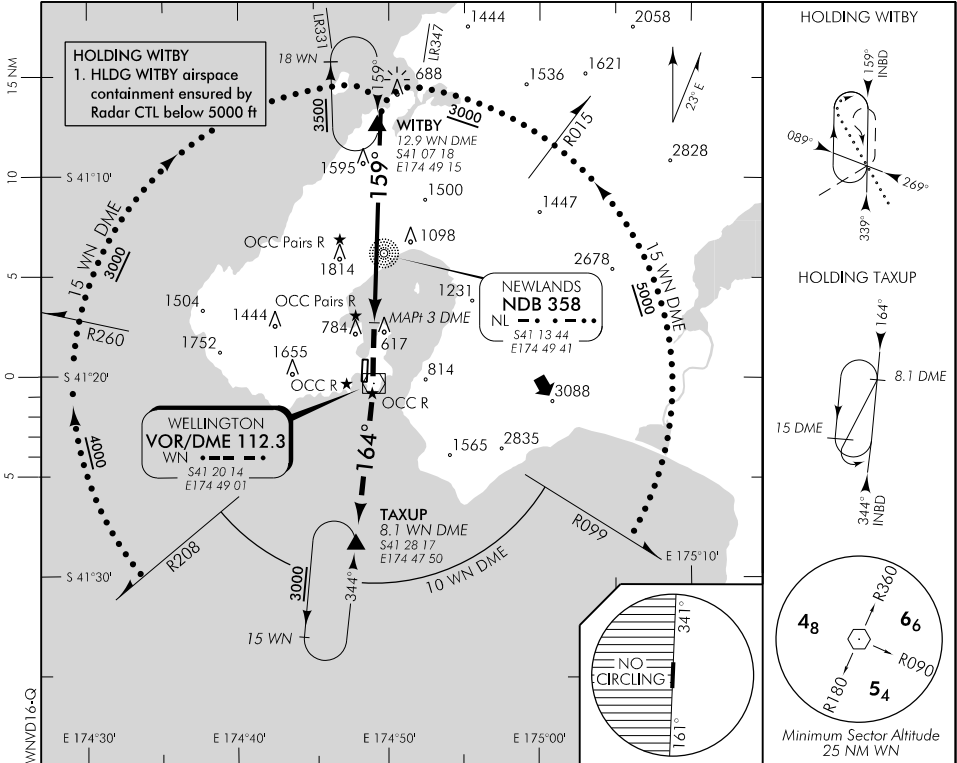 HOLDING WITBY
1. HLDG WITBY airspace
containment ensured by
Radar CTL below 5000 ft
LR331
LR347
18 WN
159°
3500
688
3000
1444
2058
1536
1621
23° E
R015
2828
WITBY
12.9 WN DME
S41 07 18
E174 49 15
1595
159°
1500
1447
15 NM
10
5
0
5
S 41°10'
S 41°20'
S 41°30'
15 WN DME
3000
OCC Pairs R
1814
1098
2678
15 WN DME
5000
NEWLANDS
NDB 358
NL
S41 13 44
E174 49 41
1231
1504
1444
OCC Pairs R
784
MAPt 3 DME
617
R260
1752
1655
OCC R
OCC R
814
3088
WELLINGTON
VOR/DME 112.3
WN
S41 20 14
E174 49 01
4000
164°
1565
2835
R208
TAXUP
8.1 WN DME
S41 28 17
E174 47 50
R099
E 175°10'
10 WN DME
3000
344°
15 WN
NO
CIRCLING
341°
161°
WNVD16-Q
E 174°30'
E 174°40'
E 174°50'
E 175°00'
HOLDING WITBY
159°
INBD
089°
269°
339°
HOLDING TAXUP
164°
8.1 DME
15 DME
344°
INBD
R360
48
66
R090
R180
54
Minimum Sector Altitude
25 NM WN